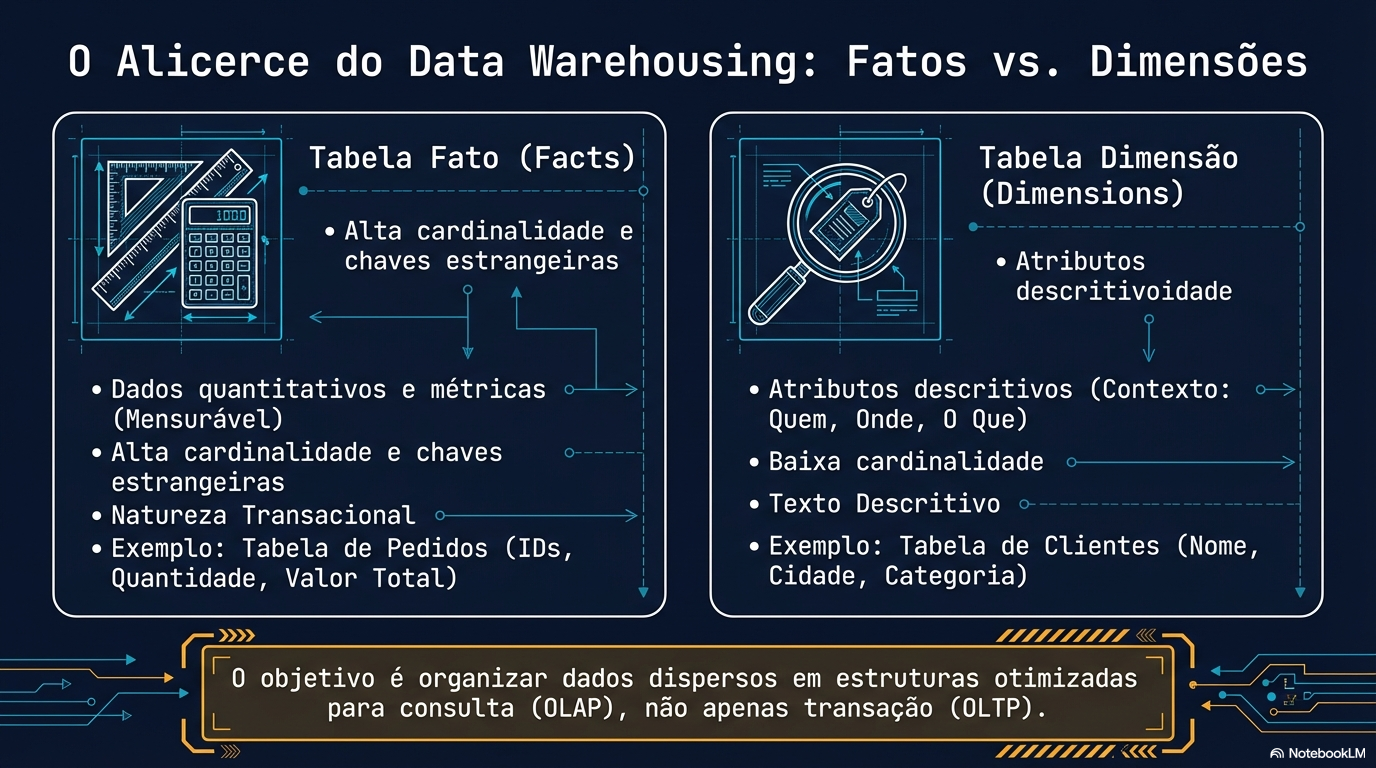 O Alicerce do Data Warehousing: Fatos vs. Dimensões
1000
Tabela Fato (Facts)
• Alta cardinalidade e
chaves estrangeiras
• Dados quantitativos e métricas
(Mensurável)
• Alta cardinalidade e chaves
estrangeiras
• Natureza Transacional
• Exemplo: Tabela de Pedidos (IDs,
Quantidade, Valor Total)
Tabela Dimensão
(Dimensions)
• Atributos
descritivoidade
• Atributos descritivos (Contexto:
Quem, Onde, O Que)
• Baixa cardinalidade
• Texto Descritivo
• Exemplo: Tabela de Clientes (Nome,
Cidade, Categoria)
O objetivo é organizar dados dispersos em estruturas otimizadas
para consulta (OLAP), não apenas transação (OLTP).
NotebookLM